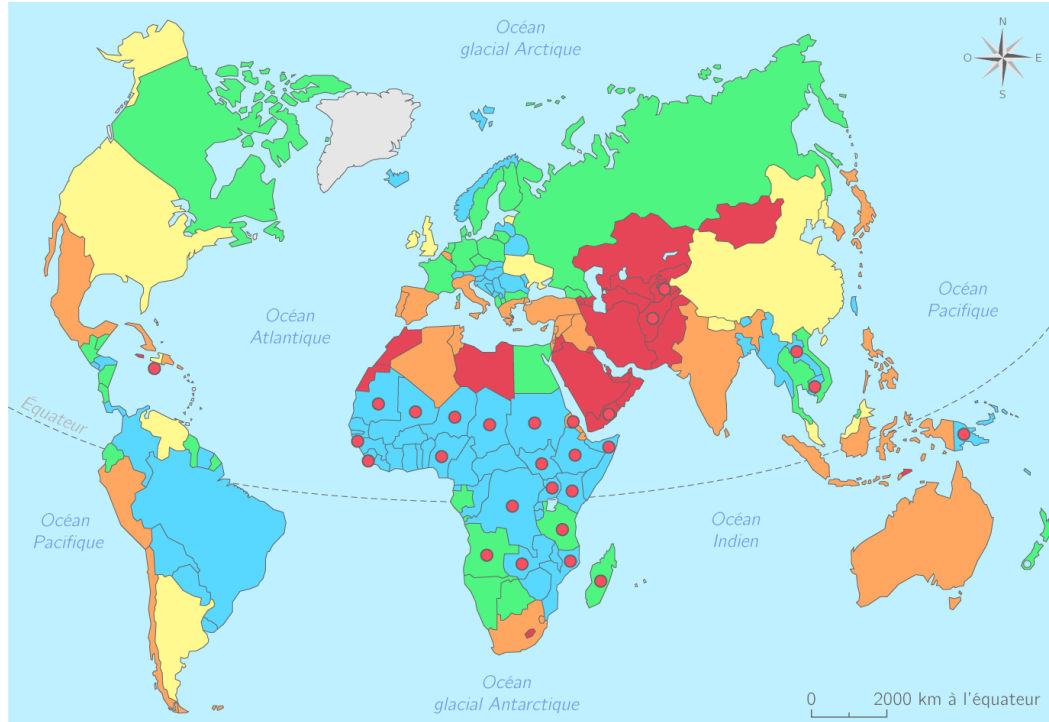 Océan
glacial Arctique
N
O
E
S
Océan
Atlantique
Océan
Pacifique
Équateur
Océan
Pacifique
Océan
Indien
Océan
glacial Antarctique
0
2000 km à l'équateur